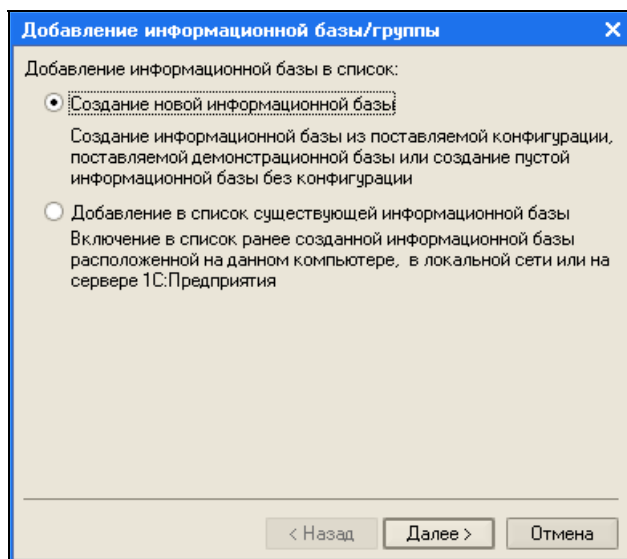 Добавление информационной базы/группы
Добавление информационной базы в список:
Создание новой информационной базы
Создание информационной базы из поставляемой конфигурации,
поставляемой демонстрационной базы или создание пустой
информационной базы без конфигурации
Добавление в список существующей информационной базы
Включение в список ранее созданной информационной базы
расположенной на данном компьютере, в локальной сети или на
сервере 1С:Предприятия
< Назад
Далее >
Отмена